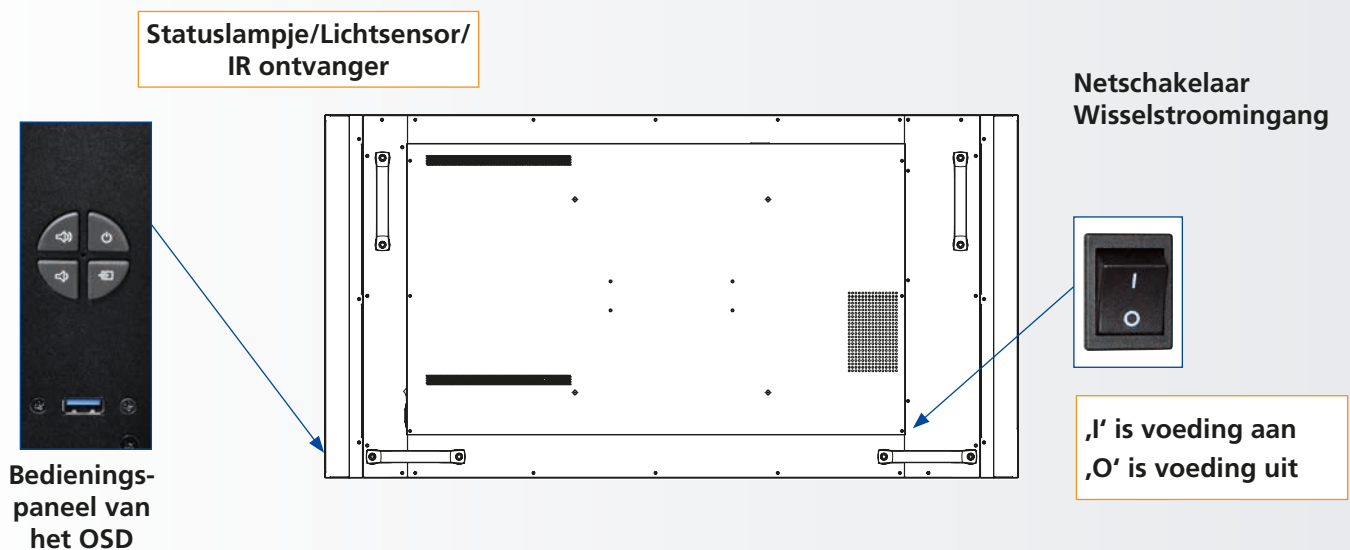 Statuslampje/Lichtsensor/
IR ontvanger
Netschakelaar
Wisselstroomingang
I
O
‚I‘ is voeding aan
‚O‘ is voeding uit
Bedienings-
paneel van
het OSD